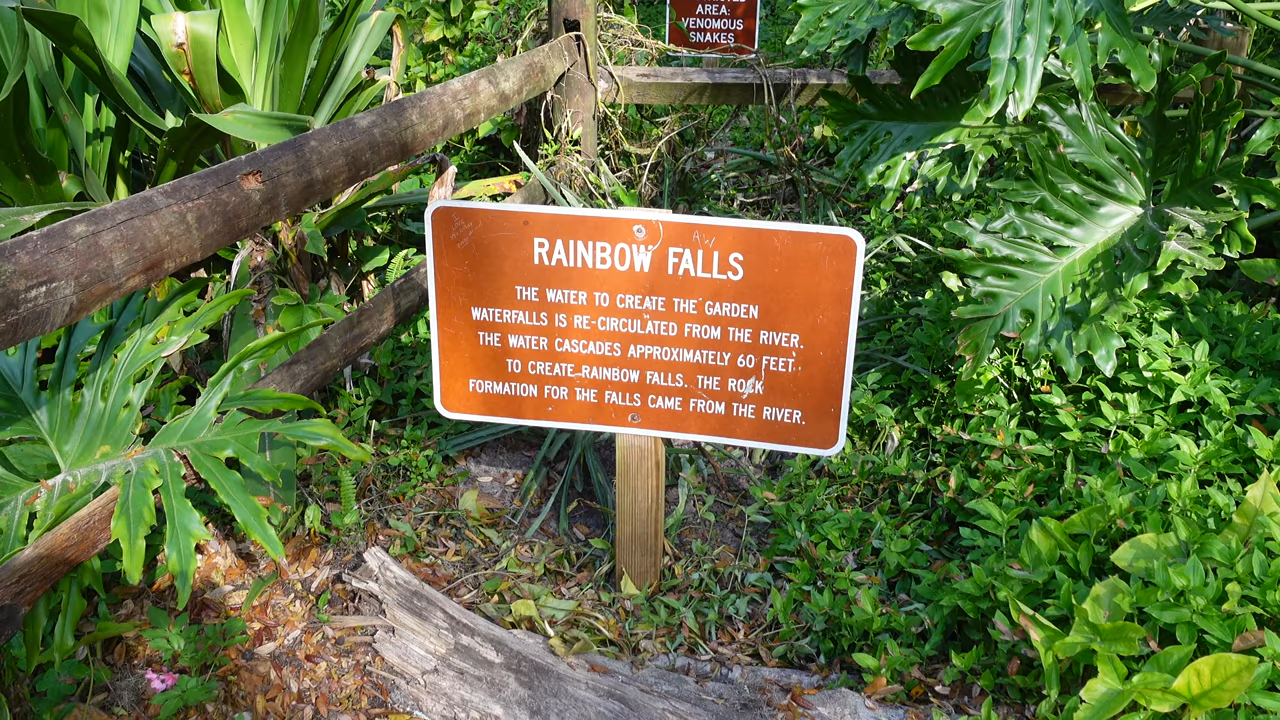 AREA:
VENOMOUS
SNAKES
AW
RAINBOW FALLS
THE WATER TO CREATE THE GARDEN
WATERFALLS IS RE-CIRCULATED FROM THE RIVER.
THE WATER CASCADES APPROXIMATELY 60 FEET
TO CREATE RAINBOW FALLS. THE ROCK
FORMATION FOR THE FALLS CAME FROM THE RIVER.